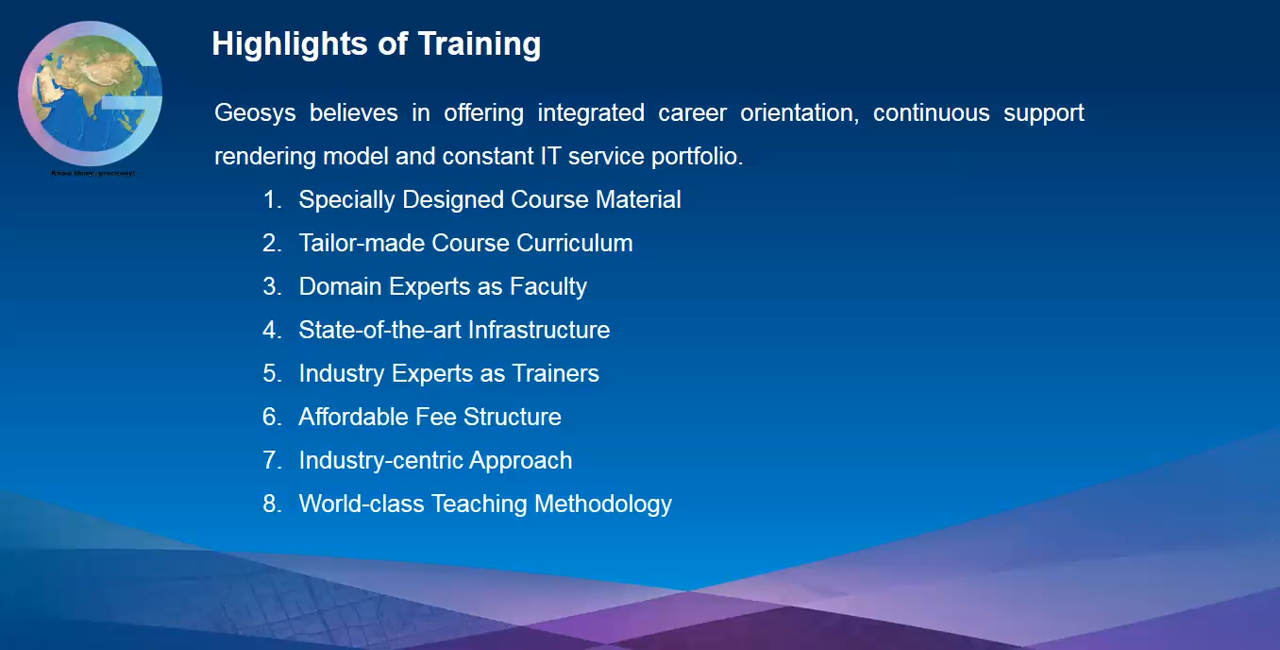 Highlights of Training
Geosys believes in offering integrated career orientation, continuous support
rendering model and constant IT service portfolio.
1. Specially Designed Course Material
2. Tailor-made Course Curriculum
3. Domain Experts as Faculty
4. State-of-the-art Infrastructure
5. Industry Experts as Trainers
6. Affordable Fee Structure
7. Industry-centric Approach
8. World-class Teaching Methodology